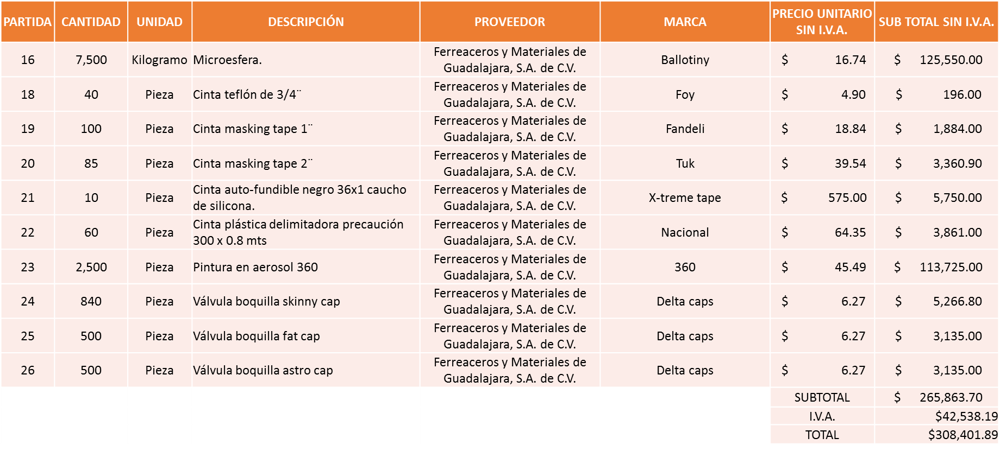 PARTIDA CANTIDAD UNIDAD DESCRIPCIÓN PROVEEDOR MARCA PRECIO UNITARIO SIN I.V.A. SUB TOTAL SIN I.V.A.
16 7,500 Kilogramo Microesfera. Ferreaceros y Materiales de Guadalajara, S.A. de C.V. Ballotiny $ 16.74 $ 125,550.00
18 40 Pieza Cinta teflón de 3/4¨ Ferreaceros y Materiales de Guadalajara, S.A. de C.V. Foy $ 4.90 $ 196.00
19 100 Pieza Cinta masking tape 1¨ Ferreaceros y Materiales de Guadalajara, S.A. de C.V. Fandeli $ 18.84 $ 1,884.00
20 85 Pieza Cinta masking tape 2¨ Ferreaceros y Materiales de Guadalajara, S.A. de C.V. Tuk $ 39.54 $ 3,360.90
21 10 Pieza Cinta auto-fundible negro 36x1 caucho de silicona. Ferreaceros y Materiales de Guadalajara, S.A. de C.V. X-treme tape $ 575.00 $ 5,750.00
22 60 Pieza Cinta plástica delimitadora precaución 300 x 0.8 mts Ferreaceros y Materiales de Guadalajara, S.A. de C.V. Nacional $ 64.35 $ 3,861.00
23 2,500 Pieza Pintura en aerosol 360 Ferreaceros y Materiales de Guadalajara, S.A. de C.V. 360 $ 45.49 $ 113,725.00
24 840 Pieza Válvula boquilla skinny cap Ferreaceros y Materiales de Guadalajara, S.A. de C.V. Delta caps $ 6.27 $ 5,266.80
25 500 Pieza Válvula boquilla fat cap Ferreaceros y Materiales de Guadalajara, S.A. de C.V. Delta caps $ 6.27 $ 3,135.00
26 500 Pieza Válvula boquilla astro cap Ferreaceros y Materiales de Guadalajara, S.A. de C.V. Delta caps $ 6.27 $ 3,135.00
SUBTOTAL $ 265,863.70
I.V.A. $42,538.19
TOTAL $308,401.89